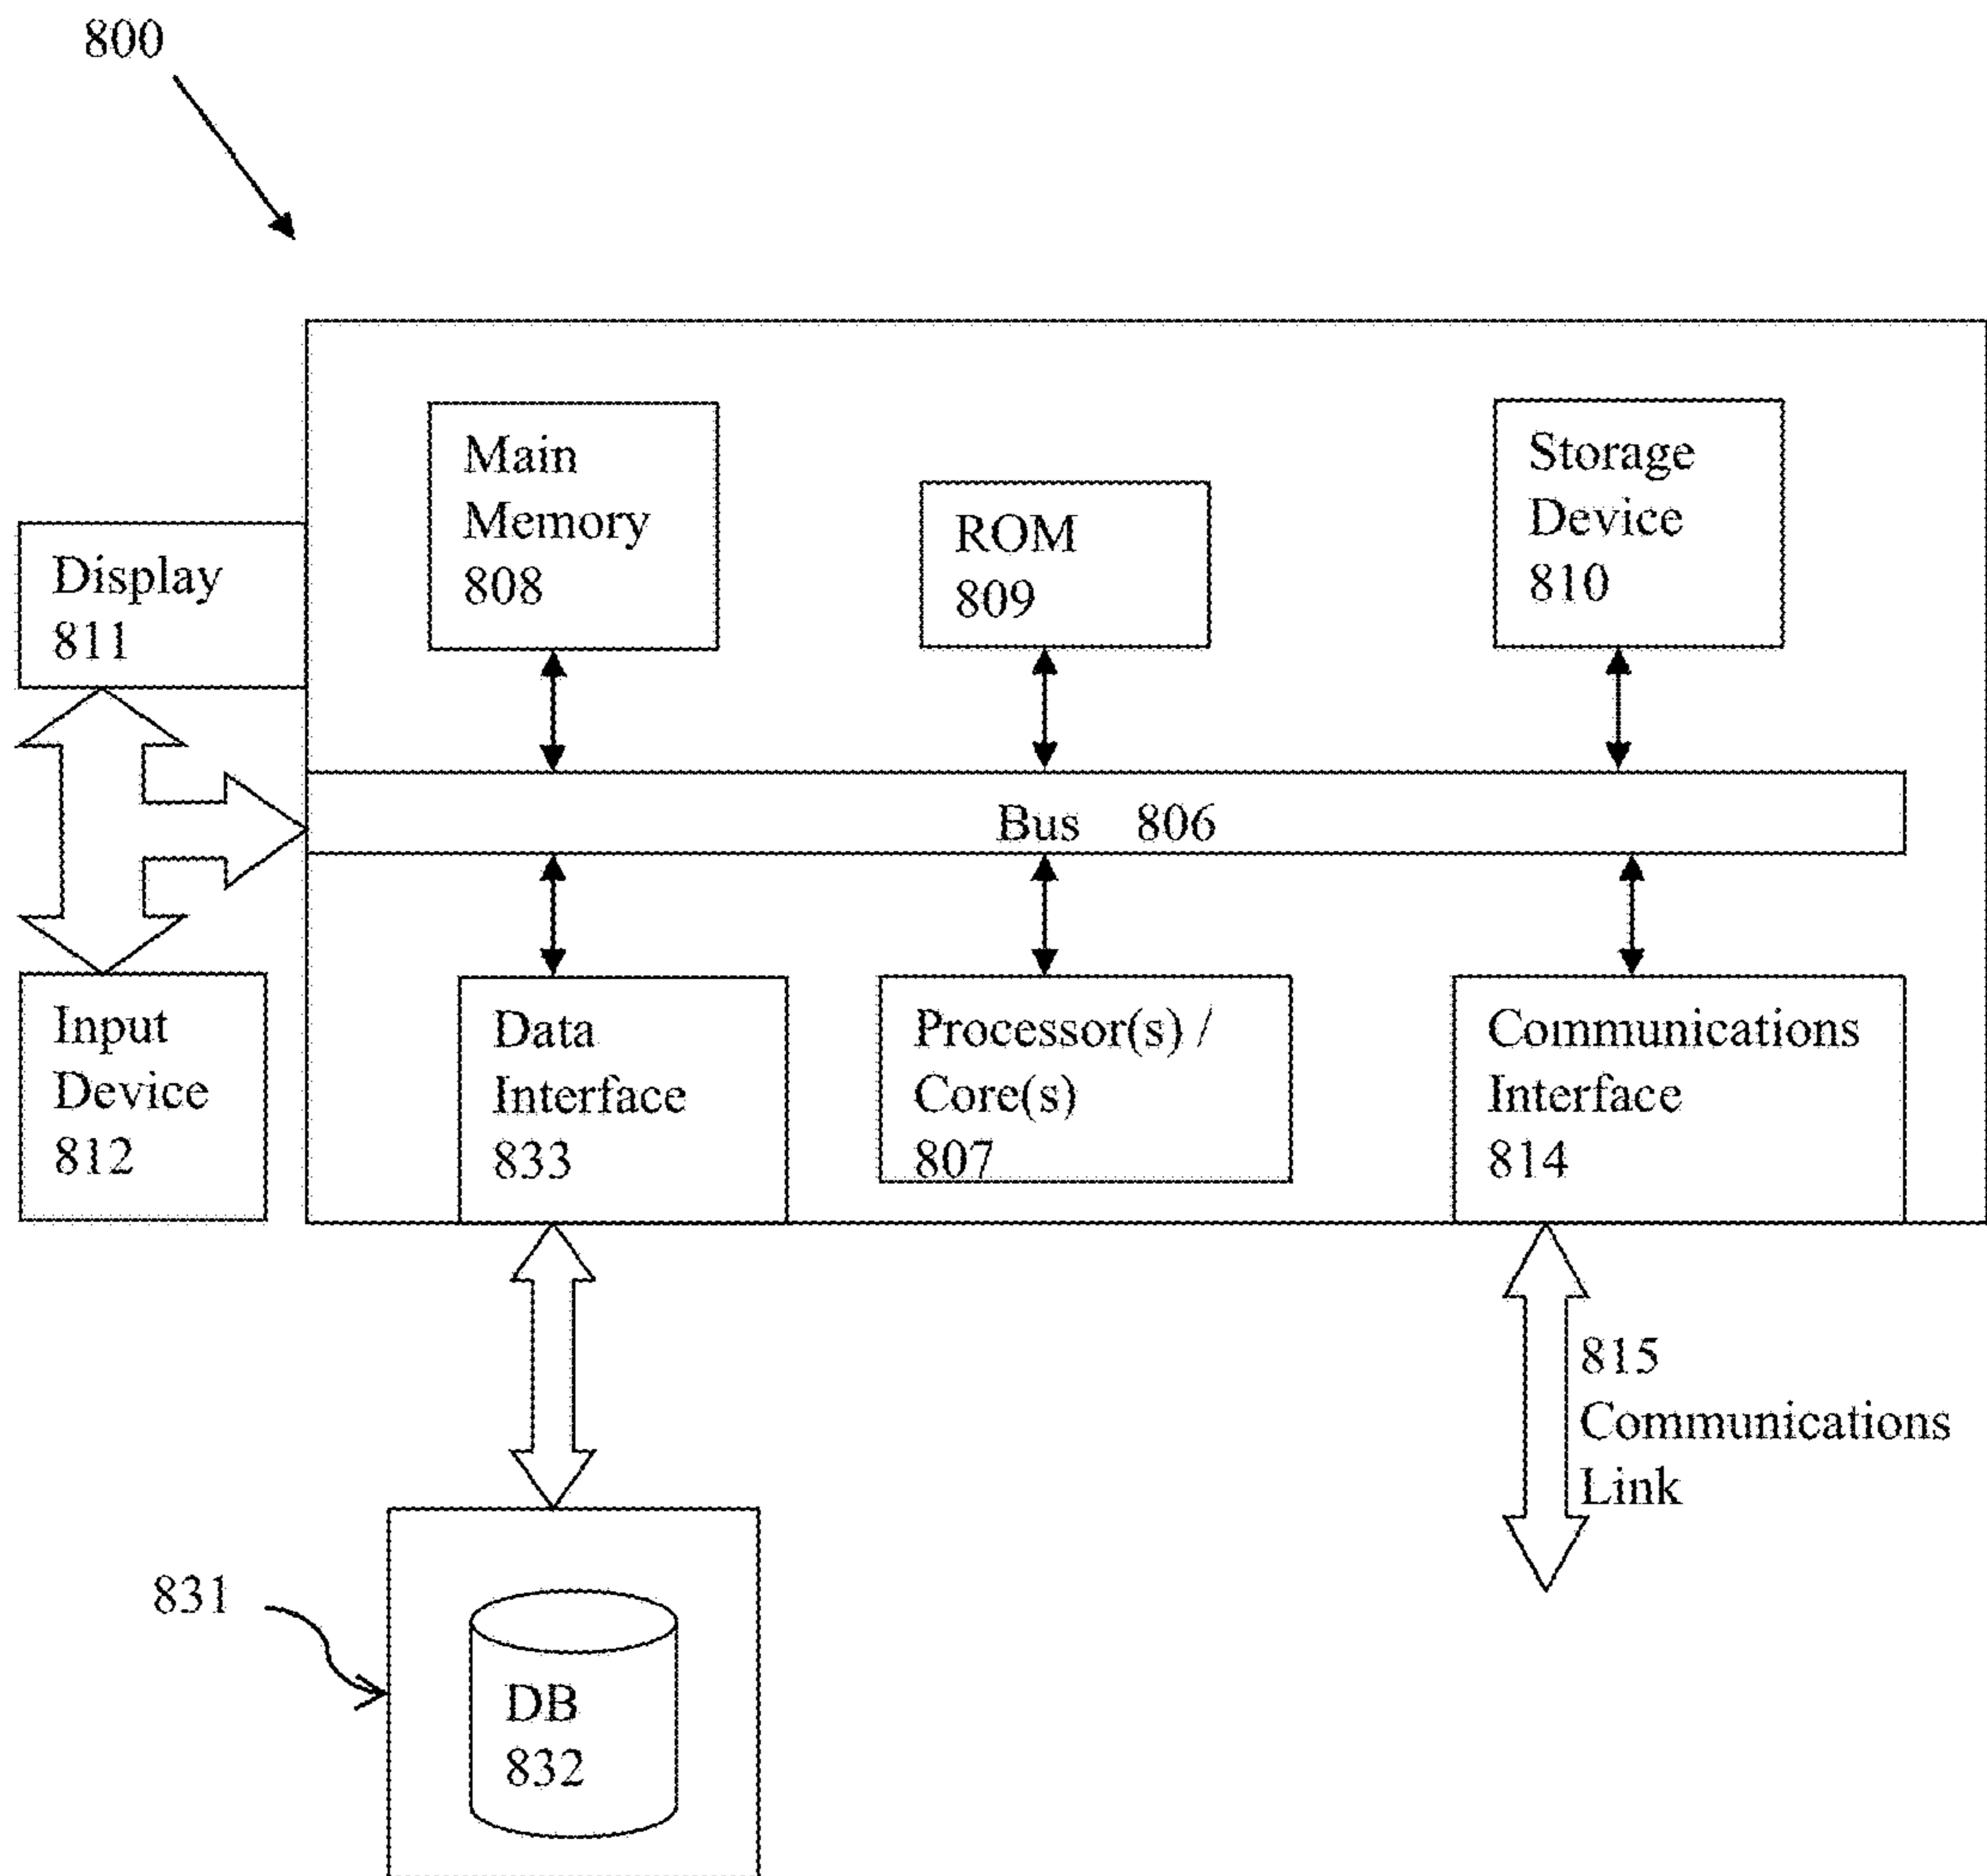 800
Main
Memory
808
ROM
809
Storage
Device
810
Display
811
Bus 806
Input
Device
812
Data
Interface
833
Processor(s) /
Core(s)
807
Communications
Interface
814
815
Communications
Link
831
DB
832